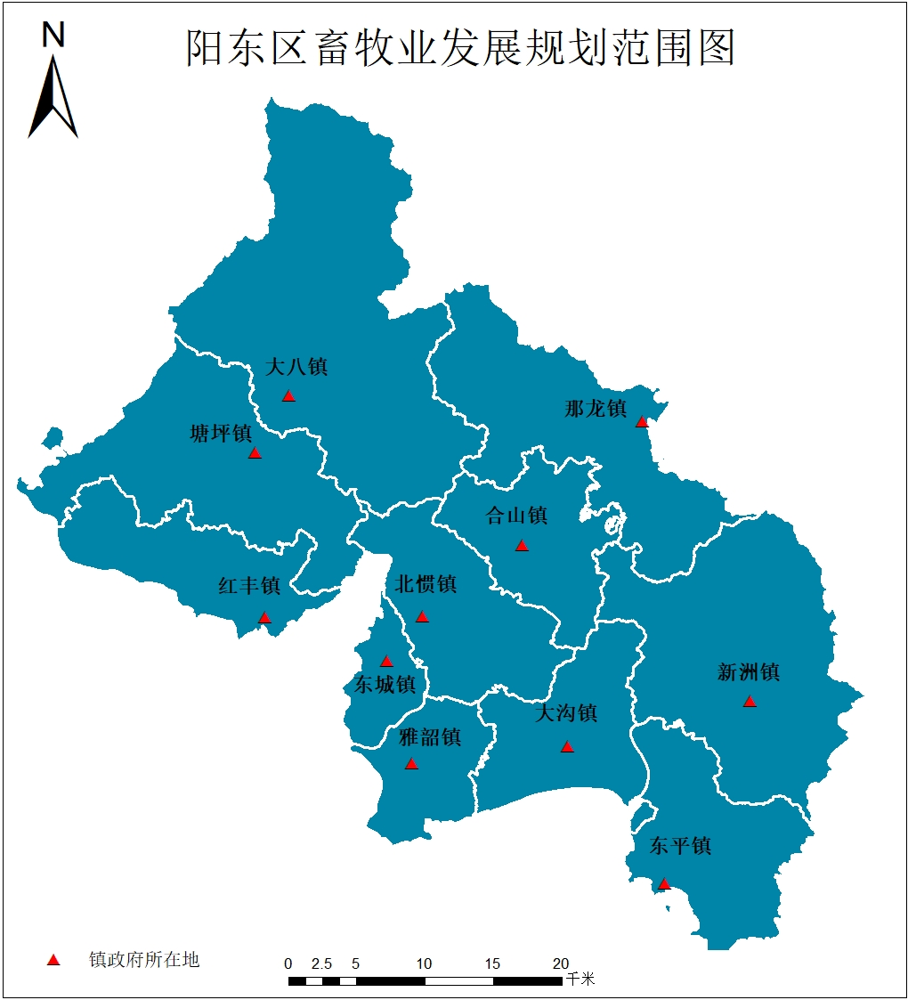 N
阳东区畜牧业发展规划范围图
大八镇
那龙镇
塘坪镇
合山镇
北惯镇
红丰镇
新洲镇
东城镇
大沟镇
雅韶镇
东平镇
镇政府所在地
0 2.5 5 10 15 20
千米